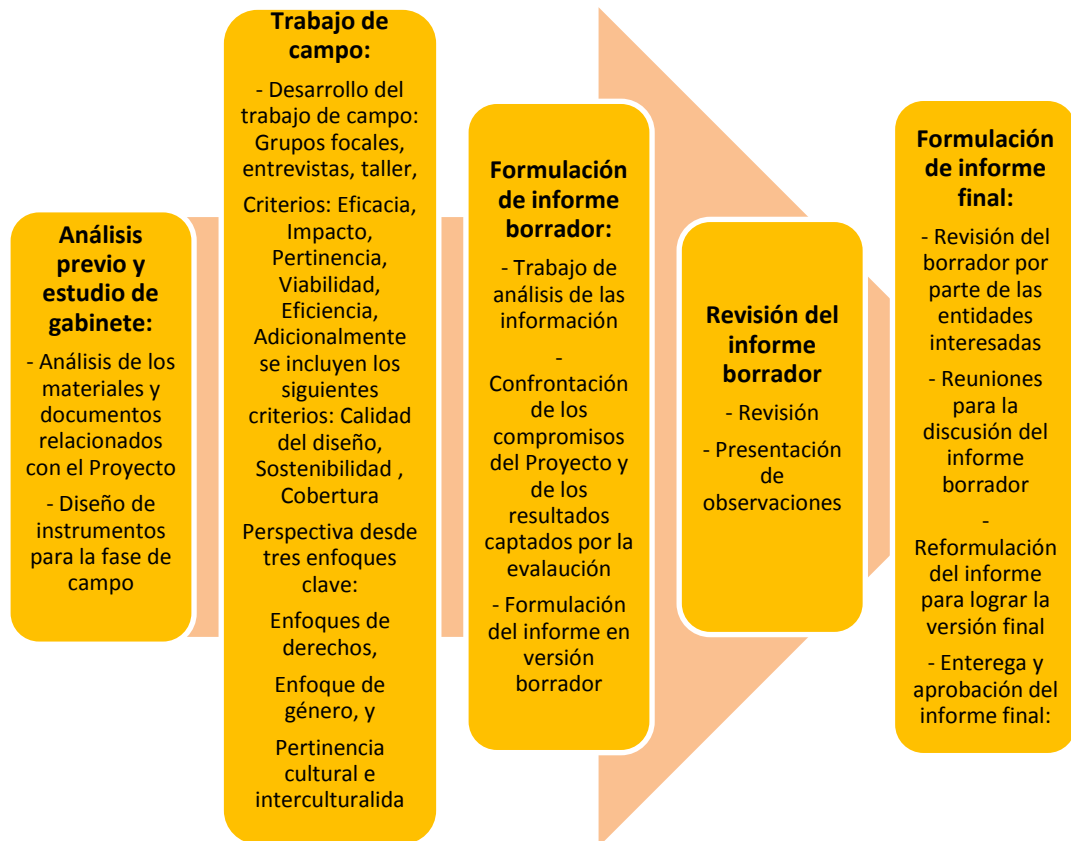 Análisis
previo y
estudio de
gabinete:
- Análisis de los
materiales y
documentos
relacionados
con el Proyecto
- Diseño de
instrumentos
para la fase de
campo
Trabajo de
campo:
- Desarrollo del
trabajo de campo:
Grupos focales,
entrevistas, taller,
Criterios: Eficacia,
Impacto,
Pertinencia,
Viabilidad,
Eficiencia,
Adicionalmente
se incluyen los
siguientes
criterios: Calidad
del diseño,
Sostenibilidad ,
Cobertura
Perspectiva desde
tres enfoques
clave:
Enfoques de
derechos,
Enfoque de
género, y
Pertinencia
cultural e
interculturalida
Formulación
de informe
borrador:
- Trabajo de
análisis de las
información
-
Confrontación
de los
compromisos
del Proyecto y
de los
resultados
captados por la
evalaución
- Formulación
del informe en
versión
borrador
Revisión del
informe
borrador
- Revisión
- Presentación
de
observaciones
Formulación
de informe
final:
- Revisión del
borrador por
parte de las
entidades
interesadas
- Reuniones
para la
discusión del
informe
borrador
-
Reformulación
del informe
para lograr la
versión final
- Enterega y
aprobación del
informe final: